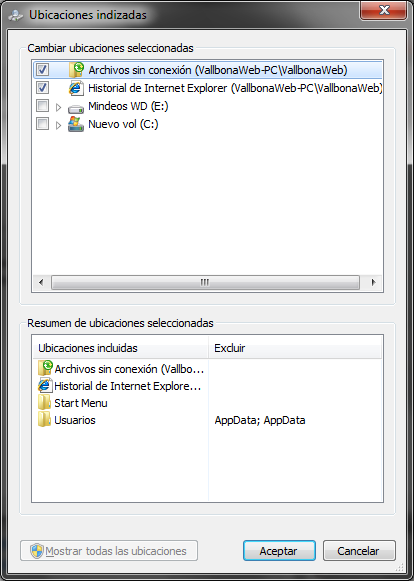 Ubicaciones indizadas
Cambiar ubicaciones seleccionadas
Archivos sin conexión (VallbonaWeb-PC\VallbonaWeb)
Historial de Internet Explorer (VallbonaWeb-PC\VallbonaWeb)
Mindeos WD (E:)
Nuevo vol (C:)
Resumen de ubicaciones seleccionadas
Ubicaciones incluidas Excluir
Archivos sin conexión (Vallbo...
Historial de Internet Explore...
Start Menu
Usuarios AppData; AppData
Mostrar todas las ubicaciones Aceptar Cancelar